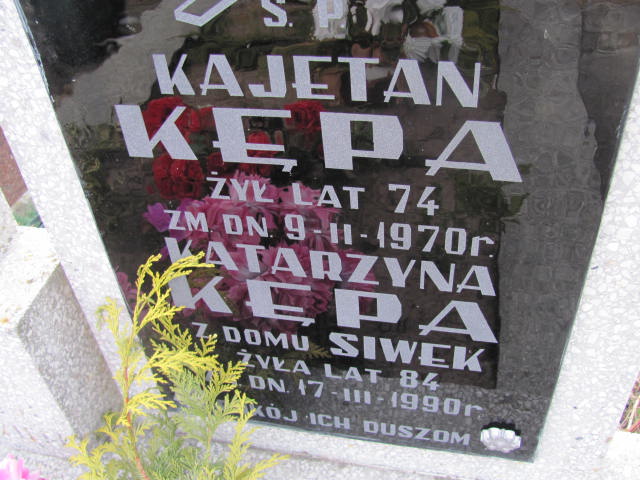 Ś. P.
KAJETAN
KĘPA
ŻYŁ LAT 74
ZM. DN 9-II-1970r.
KATARZYNA
KĘPA
Z DOMU SIWEK
ŻYŁA LAT 84
DN 17-III-1990r.
ICH DUSZOM